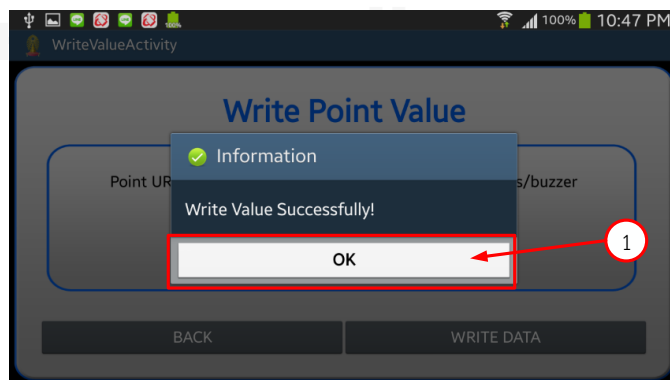 100% 100% 10:47 PM
WriteValueActivity
Write Point Value
Information
Point UR s/buzzer
Write Value Successfully!
OK
1
BACK WRITE DATA